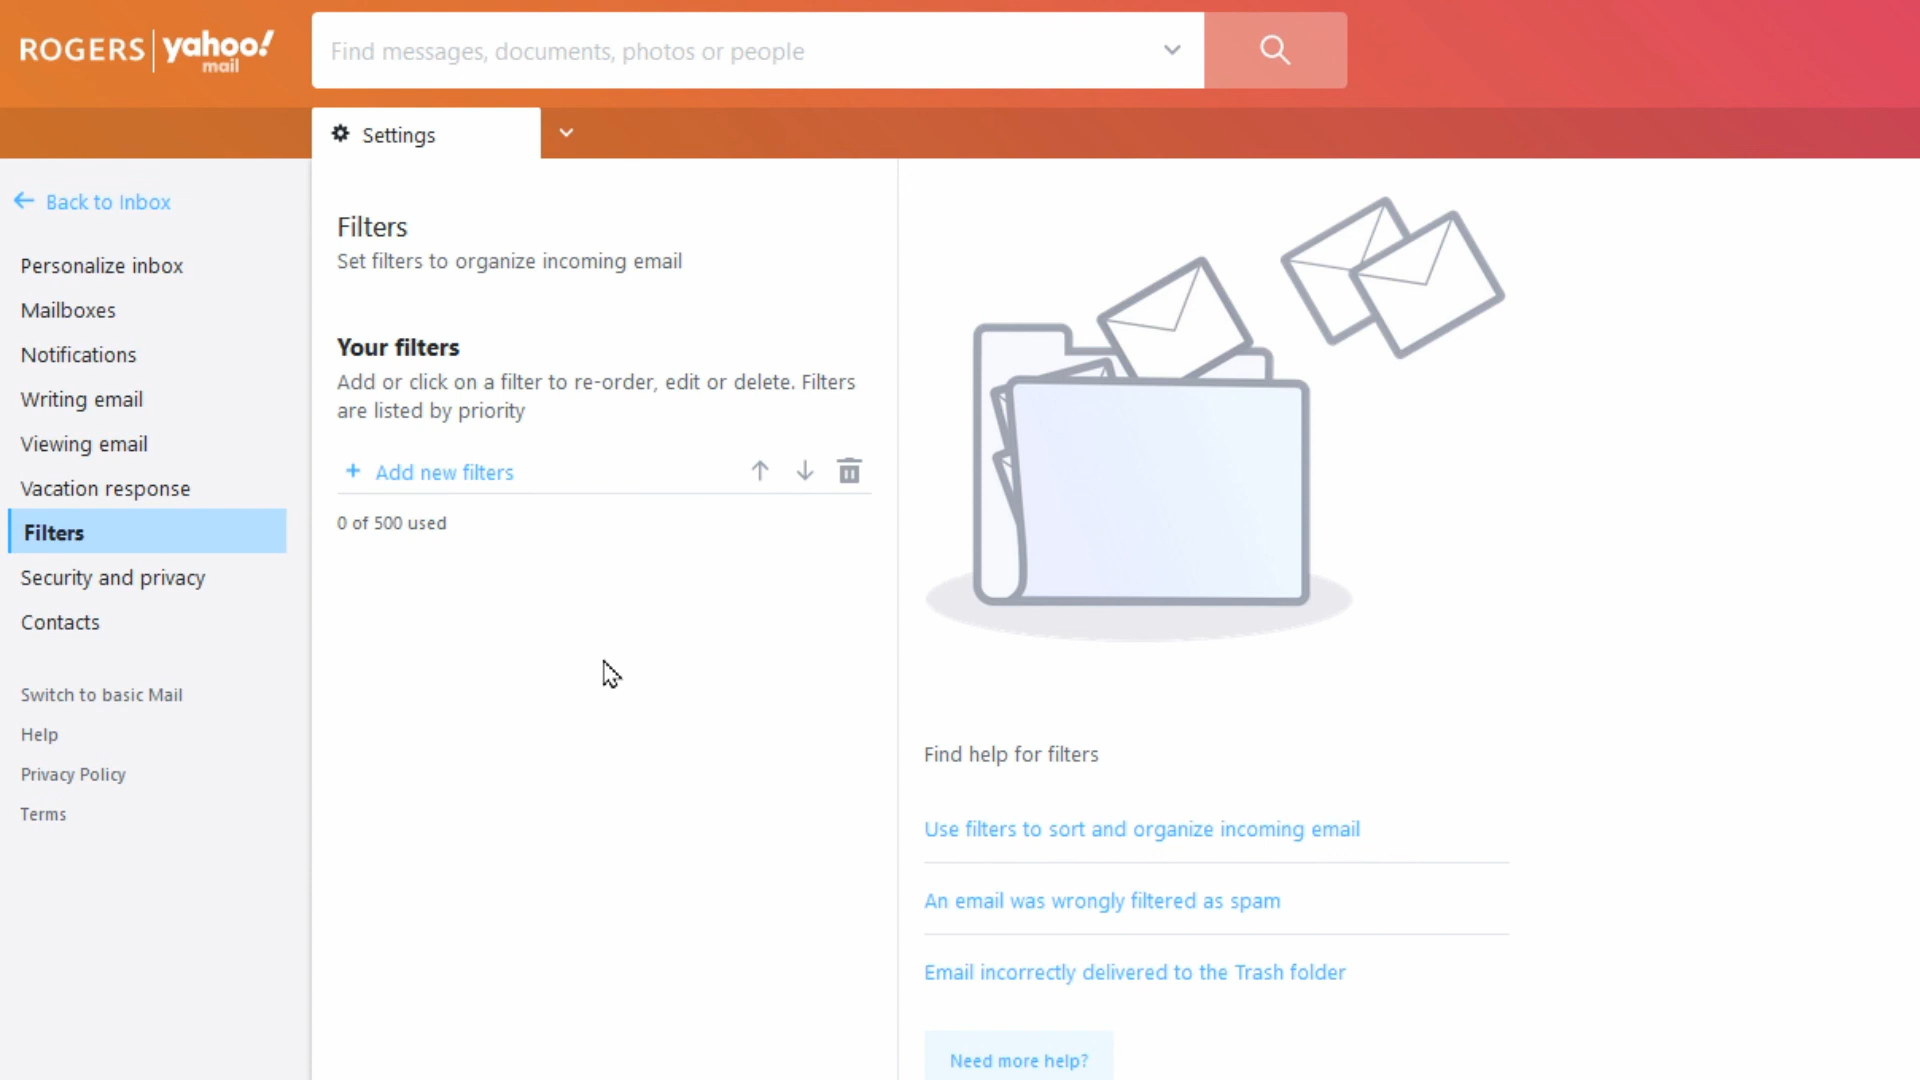 ROGERS | yahoo! mail
Find messages, documents, photos or people
Settings
Back to Inbox
Personalize inbox
Mailboxes
Notifications
Writing email
Viewing email
Vacation response
Filters
Security and privacy
Contacts
Switch to basic Mail
Help
Privacy Policy
Terms
Filters
Set filters to organize incoming email
Your filters
Add or click on a filter to re-order, edit or delete. Filters
are listed by priority
+ Add new filters
0 of 500 used
Find help for filters
Use filters to sort and organize incoming email
An email was wrongly filtered as spam
Email incorrectly delivered to the Trash folder
Need more help?